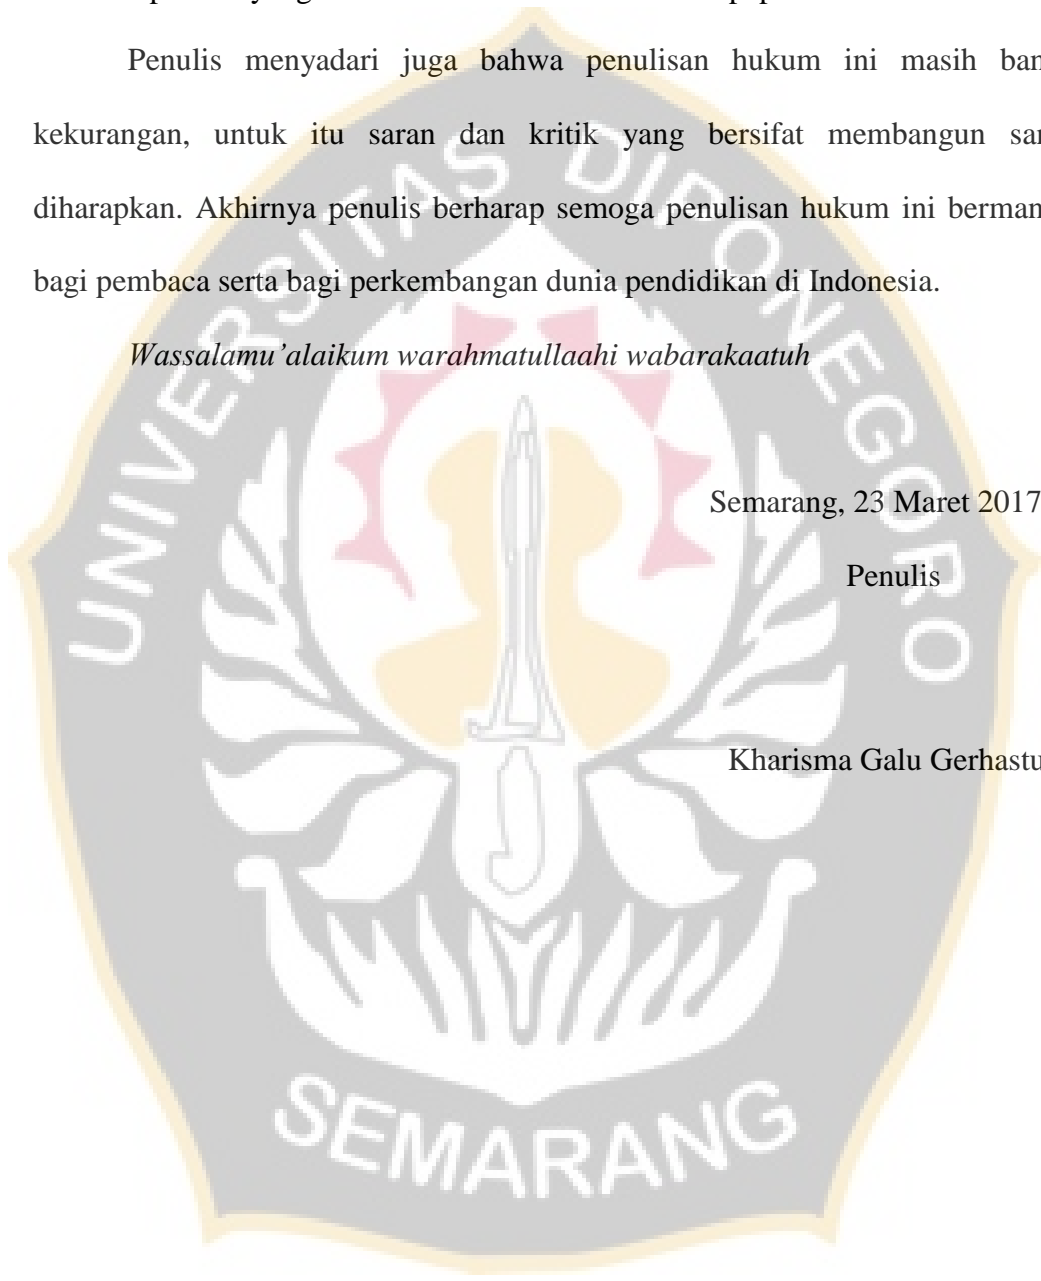 Penulis menyadari juga bahwa penulisan hukum ini masih ban
kekurangan, untuk itu saran dan kritik yang bersifat membangun san
diharapkan. Akhirnya penulis berharap semoga penulisan hukum ini berman
bagi pembaca serta bagi perkembangan dunia pendidikan di Indonesia.
Wassalamu’alaikum warahmatullaahi wabarakaatuh
Semarang, 23 Maret 2017
Penulis
Kharisma Galu Gerhastu
UNIVERSITAS DIPONEGORO
SEMARANG